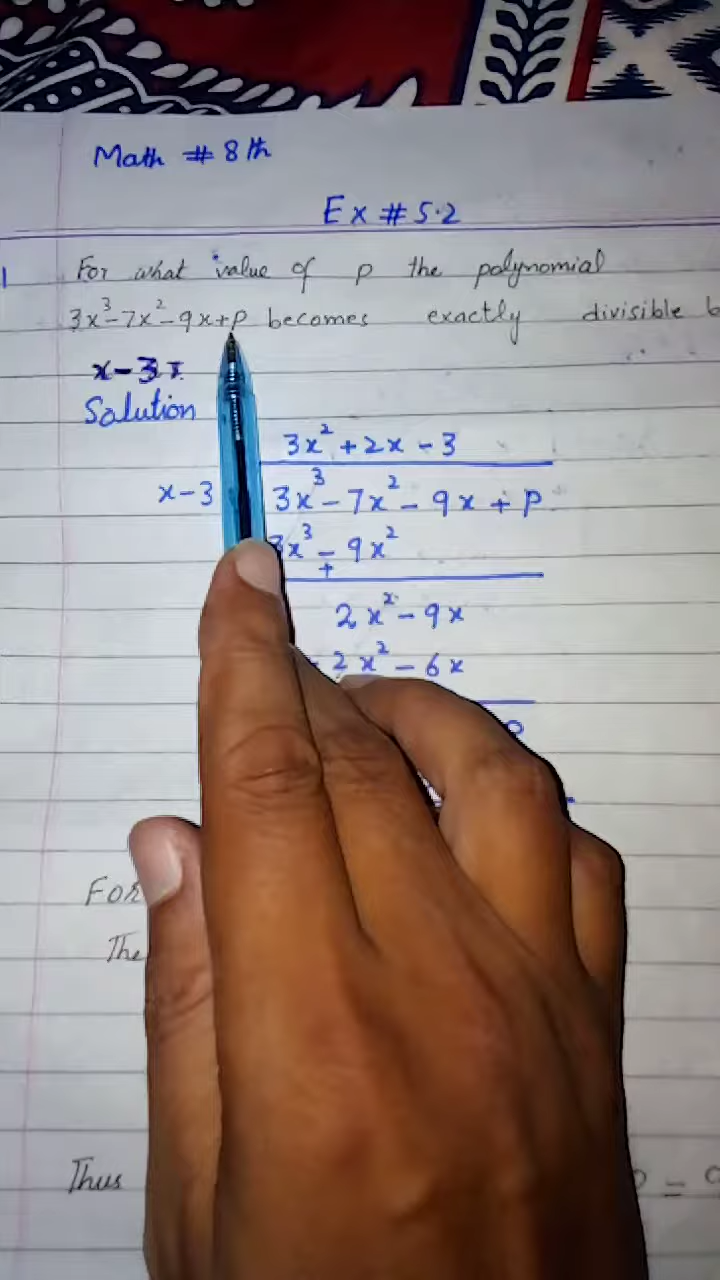 Math # 8th
Ex # 5.2
1 For what value of p the polynomial
3x³-7x²-9x+p becomes exactly divisible b
x-3
Solution
3x²+2x-3
x-3 3x³-7x²-9x+p
3x³-9x²
+
2x²-9x
- 2x²-6x
For
The
Thus